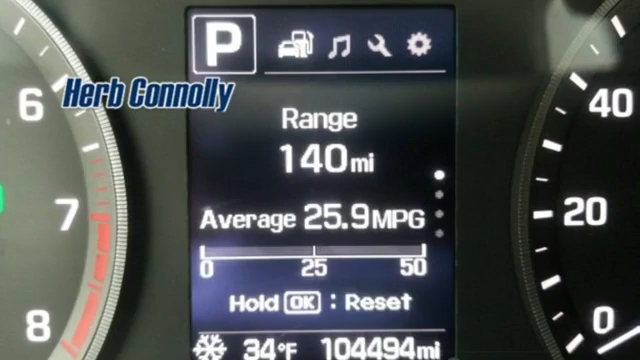 P
Herb Connolly
6
7
8
Range
140mi
Average 25.9MPG
0 25 50
Hold OK : Reset
34°F 104494mi
40
20
0